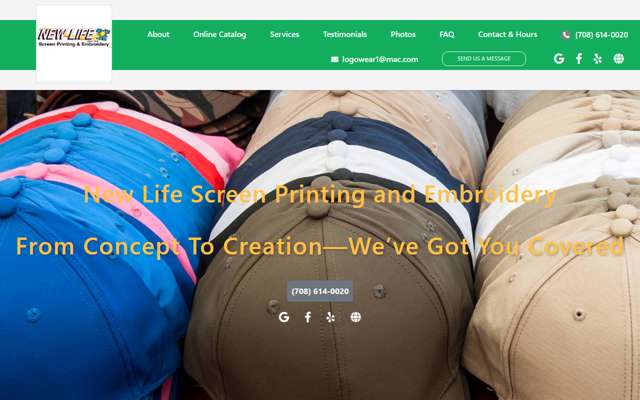 NEW LIFE
Screen Printing & Embroidery
About
Online Catalog
Services
Testimonials
Photos
FAQ
Contact & Hours
(708) 614-0020
logowear1@mac.com
SEND US A MESSAGE
New Life Screen Printing and Embroidery
From Concept To Creation—We've Got You Covered
(708) 614-0020